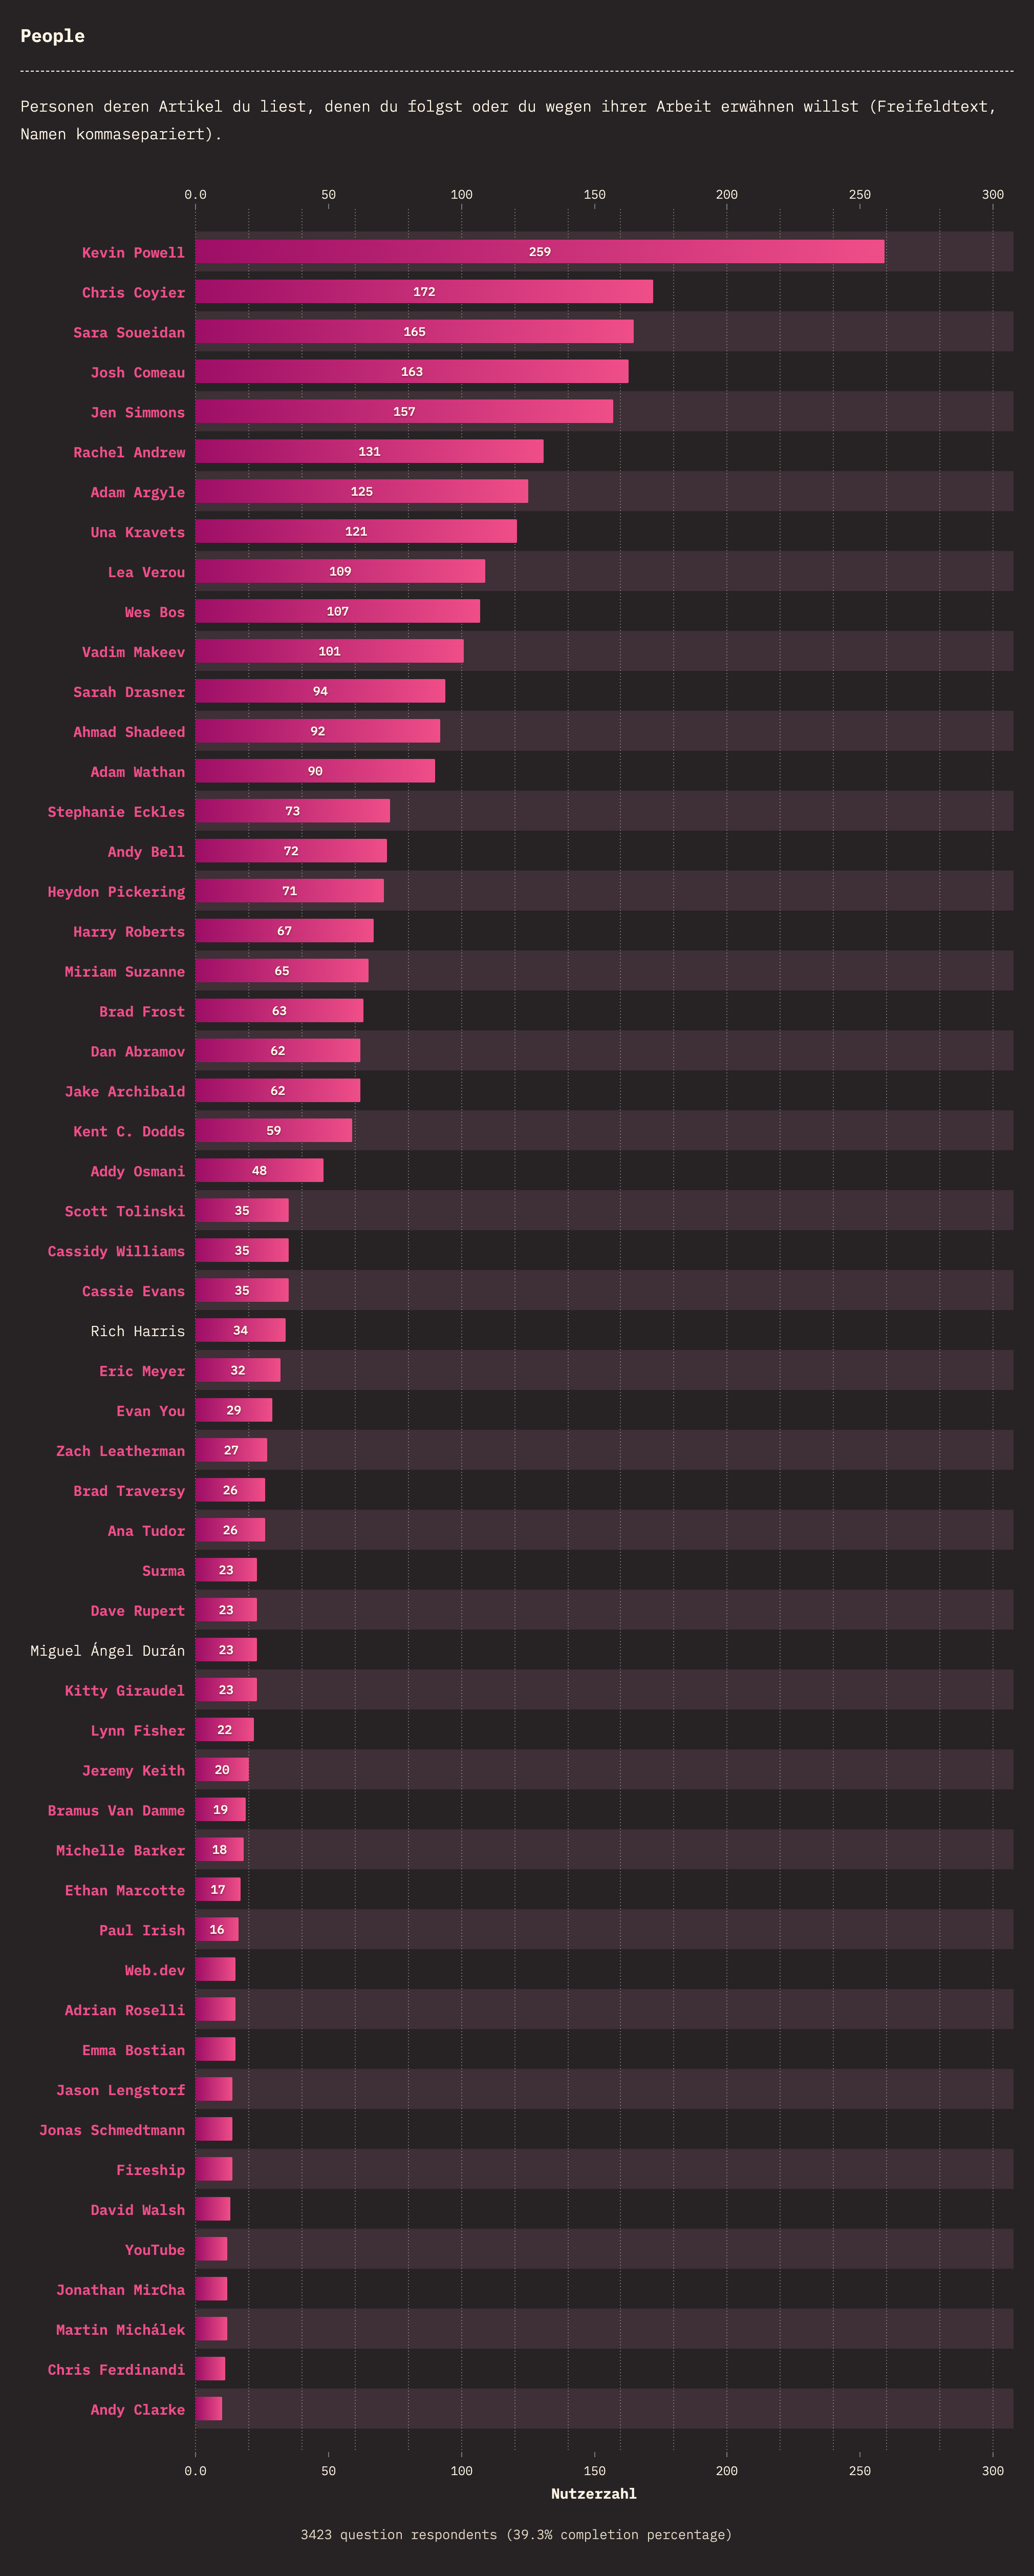 People
Personen deren Artikel du liest, denen du folgst oder du wegen ihrer Arbeit erwähnen willst (Freifeldtext,
Namen kommasepariert).
0.0 50 100 150 200 250 300
Kevin Powell 259
Chris Coyier 172
Sara Soueidan 165
Josh Comeau 163
Jen Simmons 157
Rachel Andrew 131
Adam Argyle 125
Una Kravets 121
Lea Verou 109
Wes Bos 107
Vadim Makeev 101
Sarah Drasner 94
Ahmad Shadeed 92
Adam Wathan 90
Stephanie Eckles 73
Andy Bell 72
Heydon Pickering 71
Harry Roberts 67
Miriam Suzanne 65
Brad Frost 63
Dan Abramov 62
Jake Archibald 62
Kent C. Dodds 59
Addy Osmani 48
Scott Tolinski 35
Cassidy Williams 35
Cassie Evans 35
Rich Harris 34
Eric Meyer 32
Evan You 29
Zach Leatherman 27
Brad Traversy 26
Ana Tudor 26
Surma 23
Dave Rupert 23
Miguel Ángel Durán 23
Kitty Giraudel 23
Lynn Fisher 22
Jeremy Keith 20
Bramus Van Damme 19
Michelle Barker 18
Ethan Marcotte 17
Paul Irish 16
Web.dev
Adrian Roselli
Emma Bostian
Jason Lengstorf
Jonas Schmedtmann
Fireship
David Walsh
YouTube
Jonathan MirCha
Martin Michálek
Chris Ferdinandi
Andy Clarke
0.0 50 100 150 200 250 300
Nutzerzahl
3423 question respondents (39.3% completion percentage)